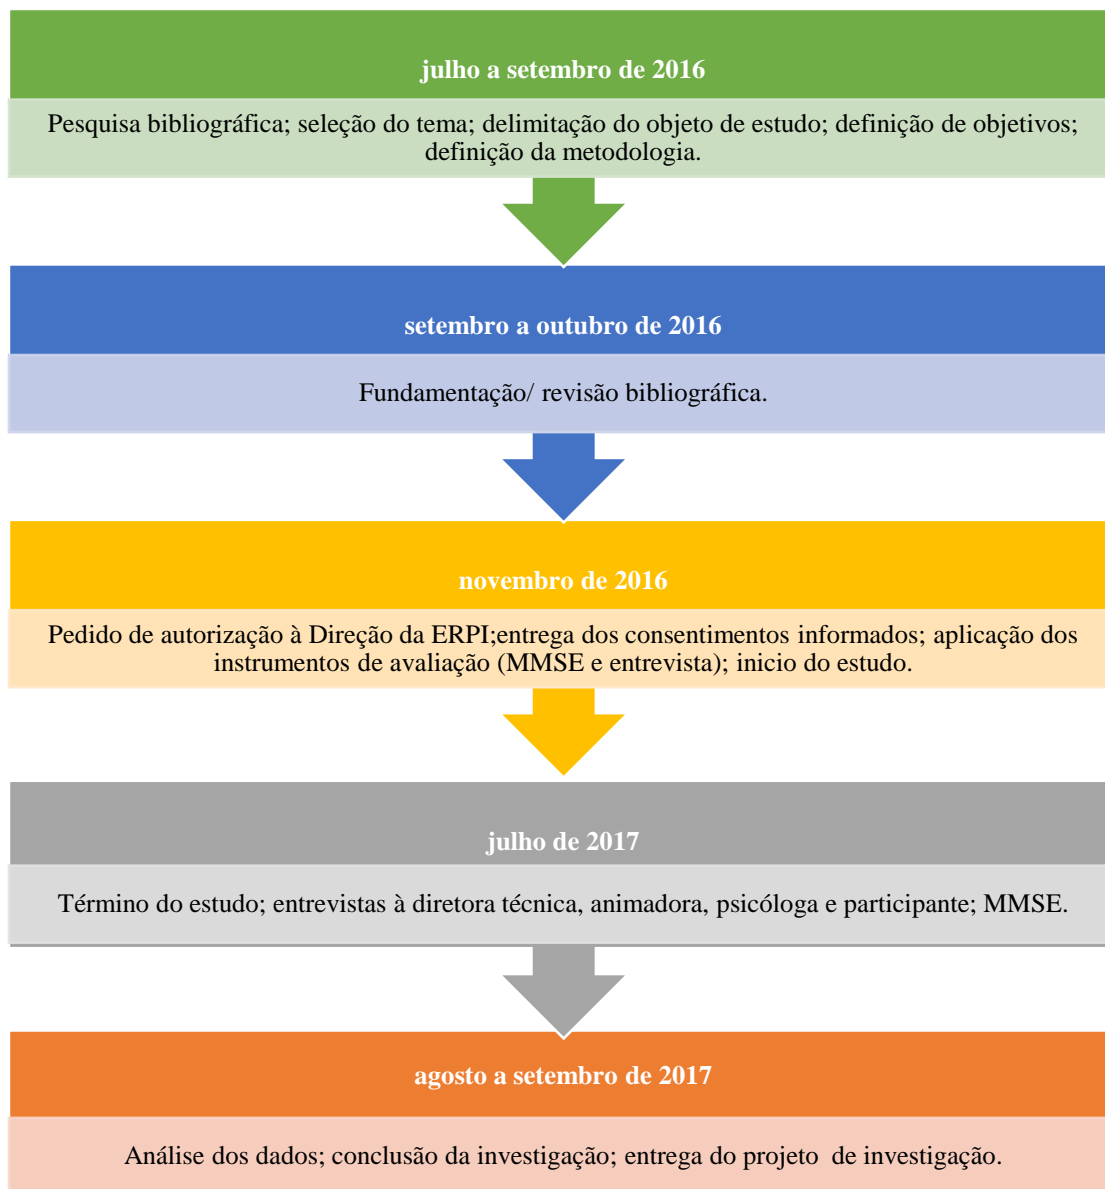 julho a setembro de 2016
Pesquisa bibliográfica; seleção do tema; delimitação do objeto de estudo; definição de objetivos;
definição da metodologia.
setembro a outubro de 2016
Fundamentação/ revisão bibliográfica.
novembro de 2016
Pedido de autorização à Direção da ERPI;entrega dos consentimentos informados; aplicação dos
instrumentos de avaliação (MMSE e entrevista); inicio do estudo.
julho de 2017
Término do estudo; entrevistas à diretora técnica, animadora, psicóloga e participante; MMSE.
agosto a setembro de 2017
Análise dos dados; conclusão da investigação; entrega do projeto  de investigação.